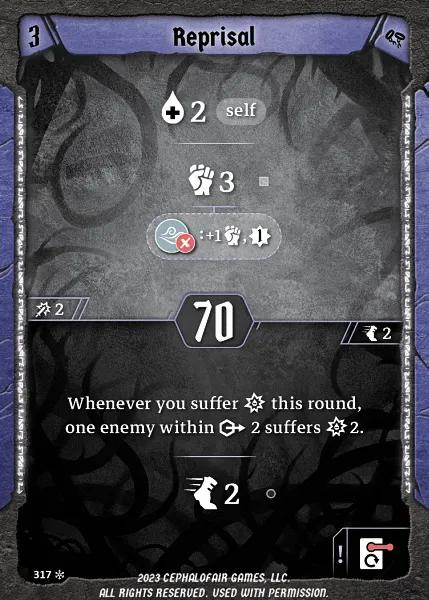 3
Reprisal
2 self
3
:+1 ,
2
70
2
Whenever you suffer this round,
one enemy within 2 suffers 2.
2
!
317
2023 CEPHALOFAIR GAMES, LLC.
ALL RIGHTS RESERVED. USED WITH PERMISSION.